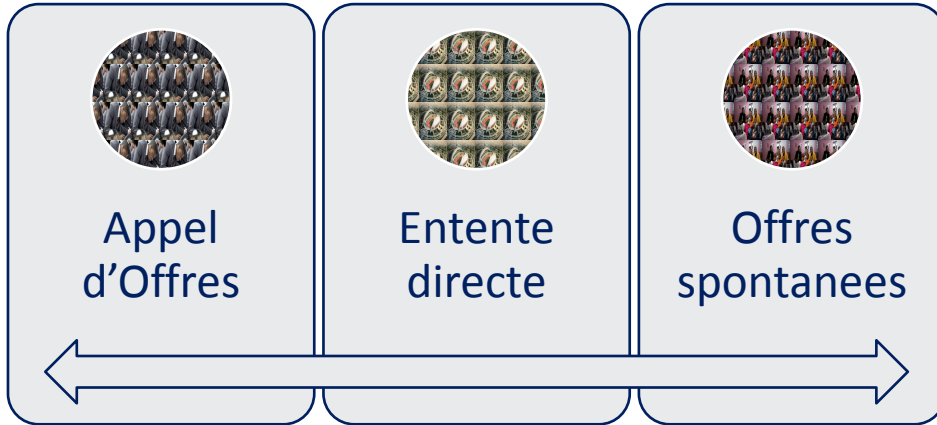 Appel
d’Offres
Entente
directe
Offres
spontanees